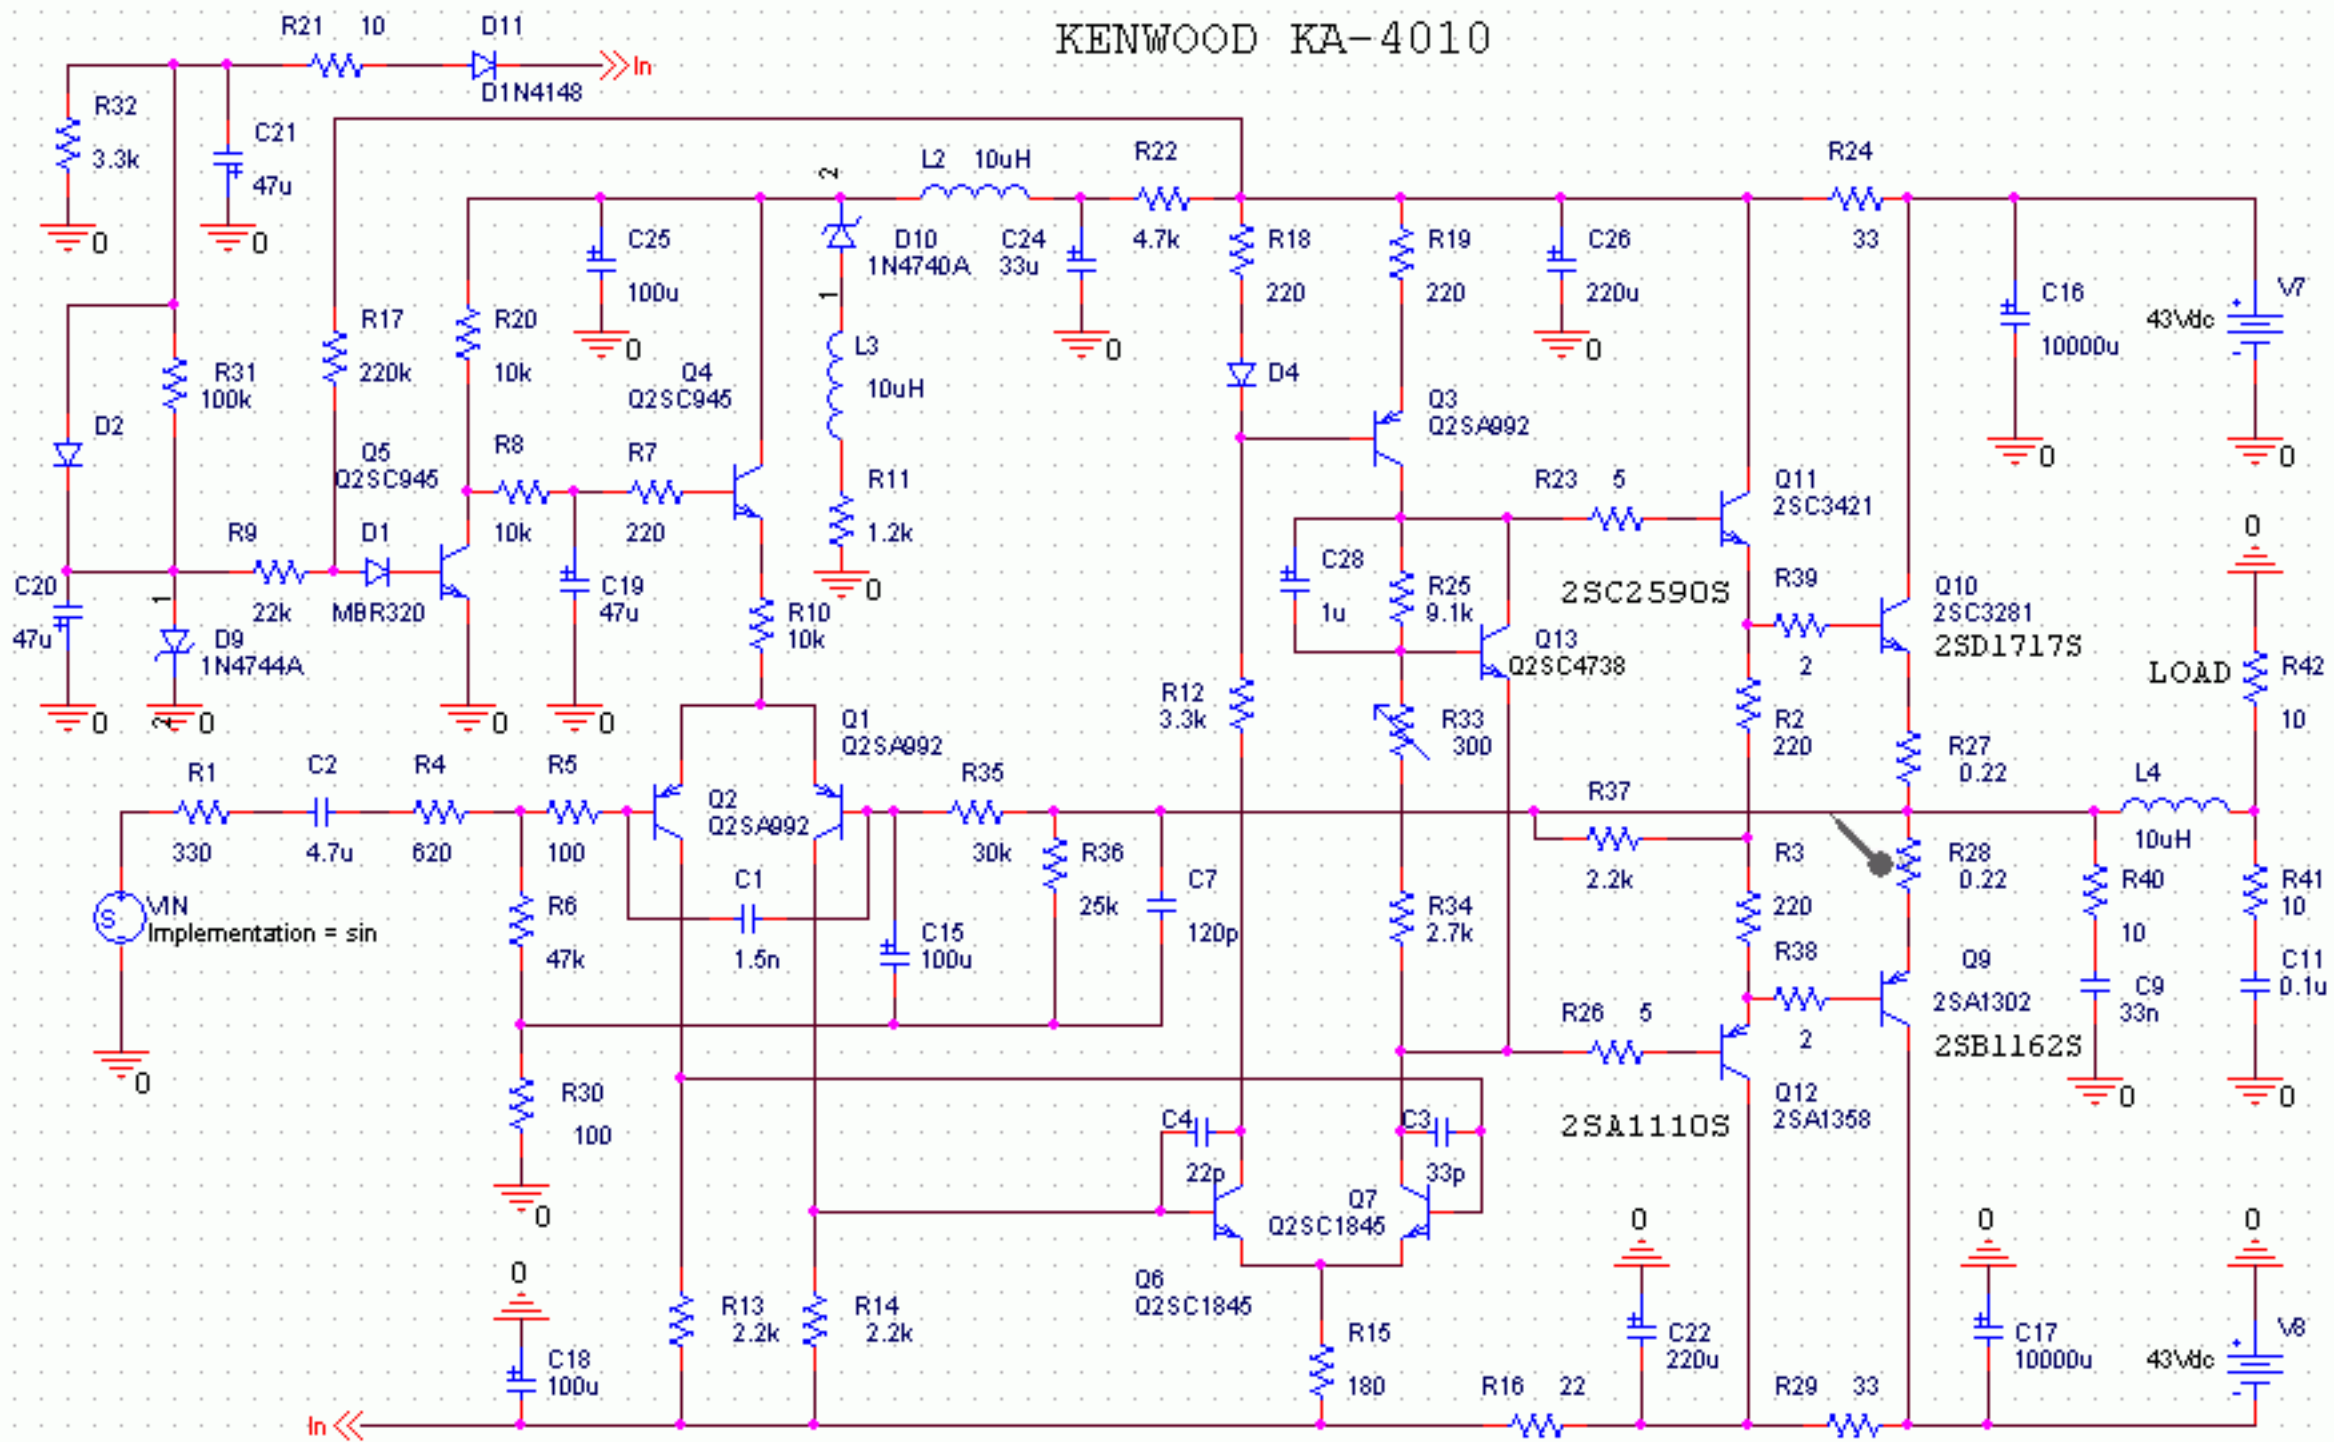 KENWOOD KA-4010
R21 10 D11
D1N4148
In
R32
3.3k
C21
47u
0
0
R17
220k
R20
10k
C25
100u
0
2
D10
1N4740A
1
L3
10uH
R11
1.2k
0
L2 10uH
C24
33u
0
R22
4.7k
R18
220
D4
R19
220
C26
220u
0
R24
33
C16
10000u
0
V7
43Vdc
0
D2
R31
100k
Q5
Q2SC945
Q4
Q2SC945
R8
10k
R7
220
R9
22k
D1
MBR320
C20
47u
0
1
D9
1N4744A
2
0
0
C19
47u
0
R10
10k
Q3
Q2SA992
R23 5
Q11
2SC3421
2SC2590S
C28
1u
R25
9.1k
Q13
Q2SC4738
R39
2
Q10
2SC3281
2SD1717S
0
LOAD
R42
10
R12
3.3k
R33
300
R2
220
R27
0.22
L4
10uH
R1
330
C2
4.7u
R4
620
R5
100
Q2
Q2SA992
Q1
Q2SA992
R35
30k
R36
25k
C7
120p
R37
2.2k
R3
220
R28
0.22
R40
10
R41
10
VIN
S
Implementation = sin
0
R6
47k
C1
1.5n
C15
100u
R34
2.7k
R38
2
Q9
2SA1302
2SB1162S
C9
33n
0
C11
0.1u
0
R26 5
Q12
2SA1358
2SA1110S
R30
100
0
C4
22p
C3
33p
Q7
Q2SC1845
Q6
Q2SC1845
0
C18
100u
R13
2.2k
R14
2.2k
R15
180
0
C22
220u
0
C17
10000u
0
V8
43Vdc
In
R16 22
R29 33